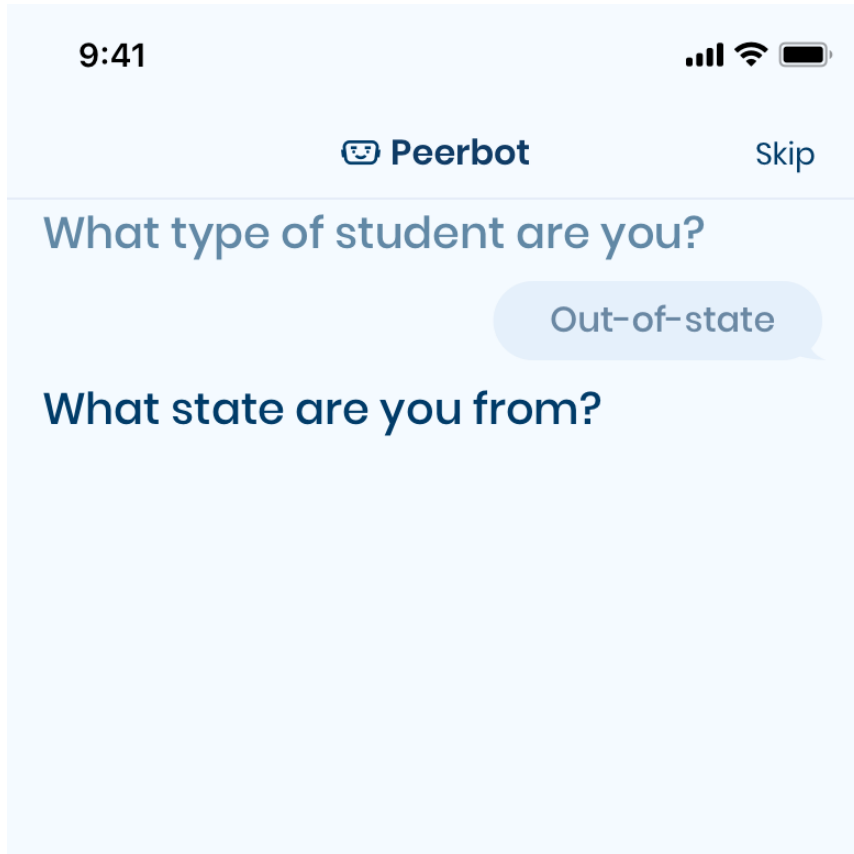 9:41
Peerbot
Skip
What type of student are you?
Out-of-state
What state are you from?